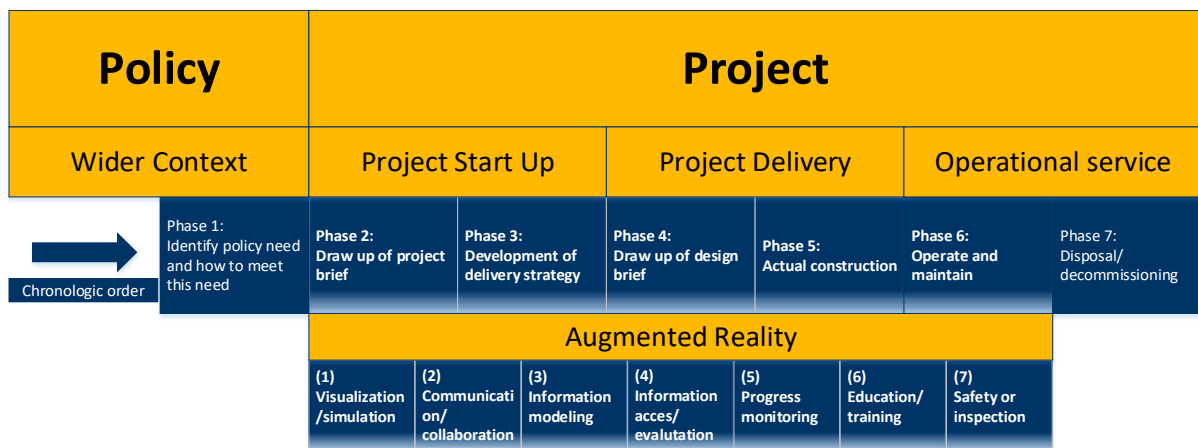 Policy
Project
Wider Context
Project Start Up
Project Delivery
Operational service
Chronologic order
Phase 1:
Identify policy need
and how to meet
this need
Phase 2:
Draw up of project
brief
Phase 3:
Development of
delivery strategy
Phase 4:
Draw up of design
brief
Phase 5:
Actual construction
Phase 6:
Operate and
maintain
Phase 7:
Disposal/
decommissioning
Augmented Reality
(1)
Visualization
/simulation
(2)
Communicati
on/
collaboration
(3)
Information
modeling
(4)
Information
acces/
evalutation
(5)
Progress
monitoring
(6)
Education/
training
(7)
Safety or
inspection